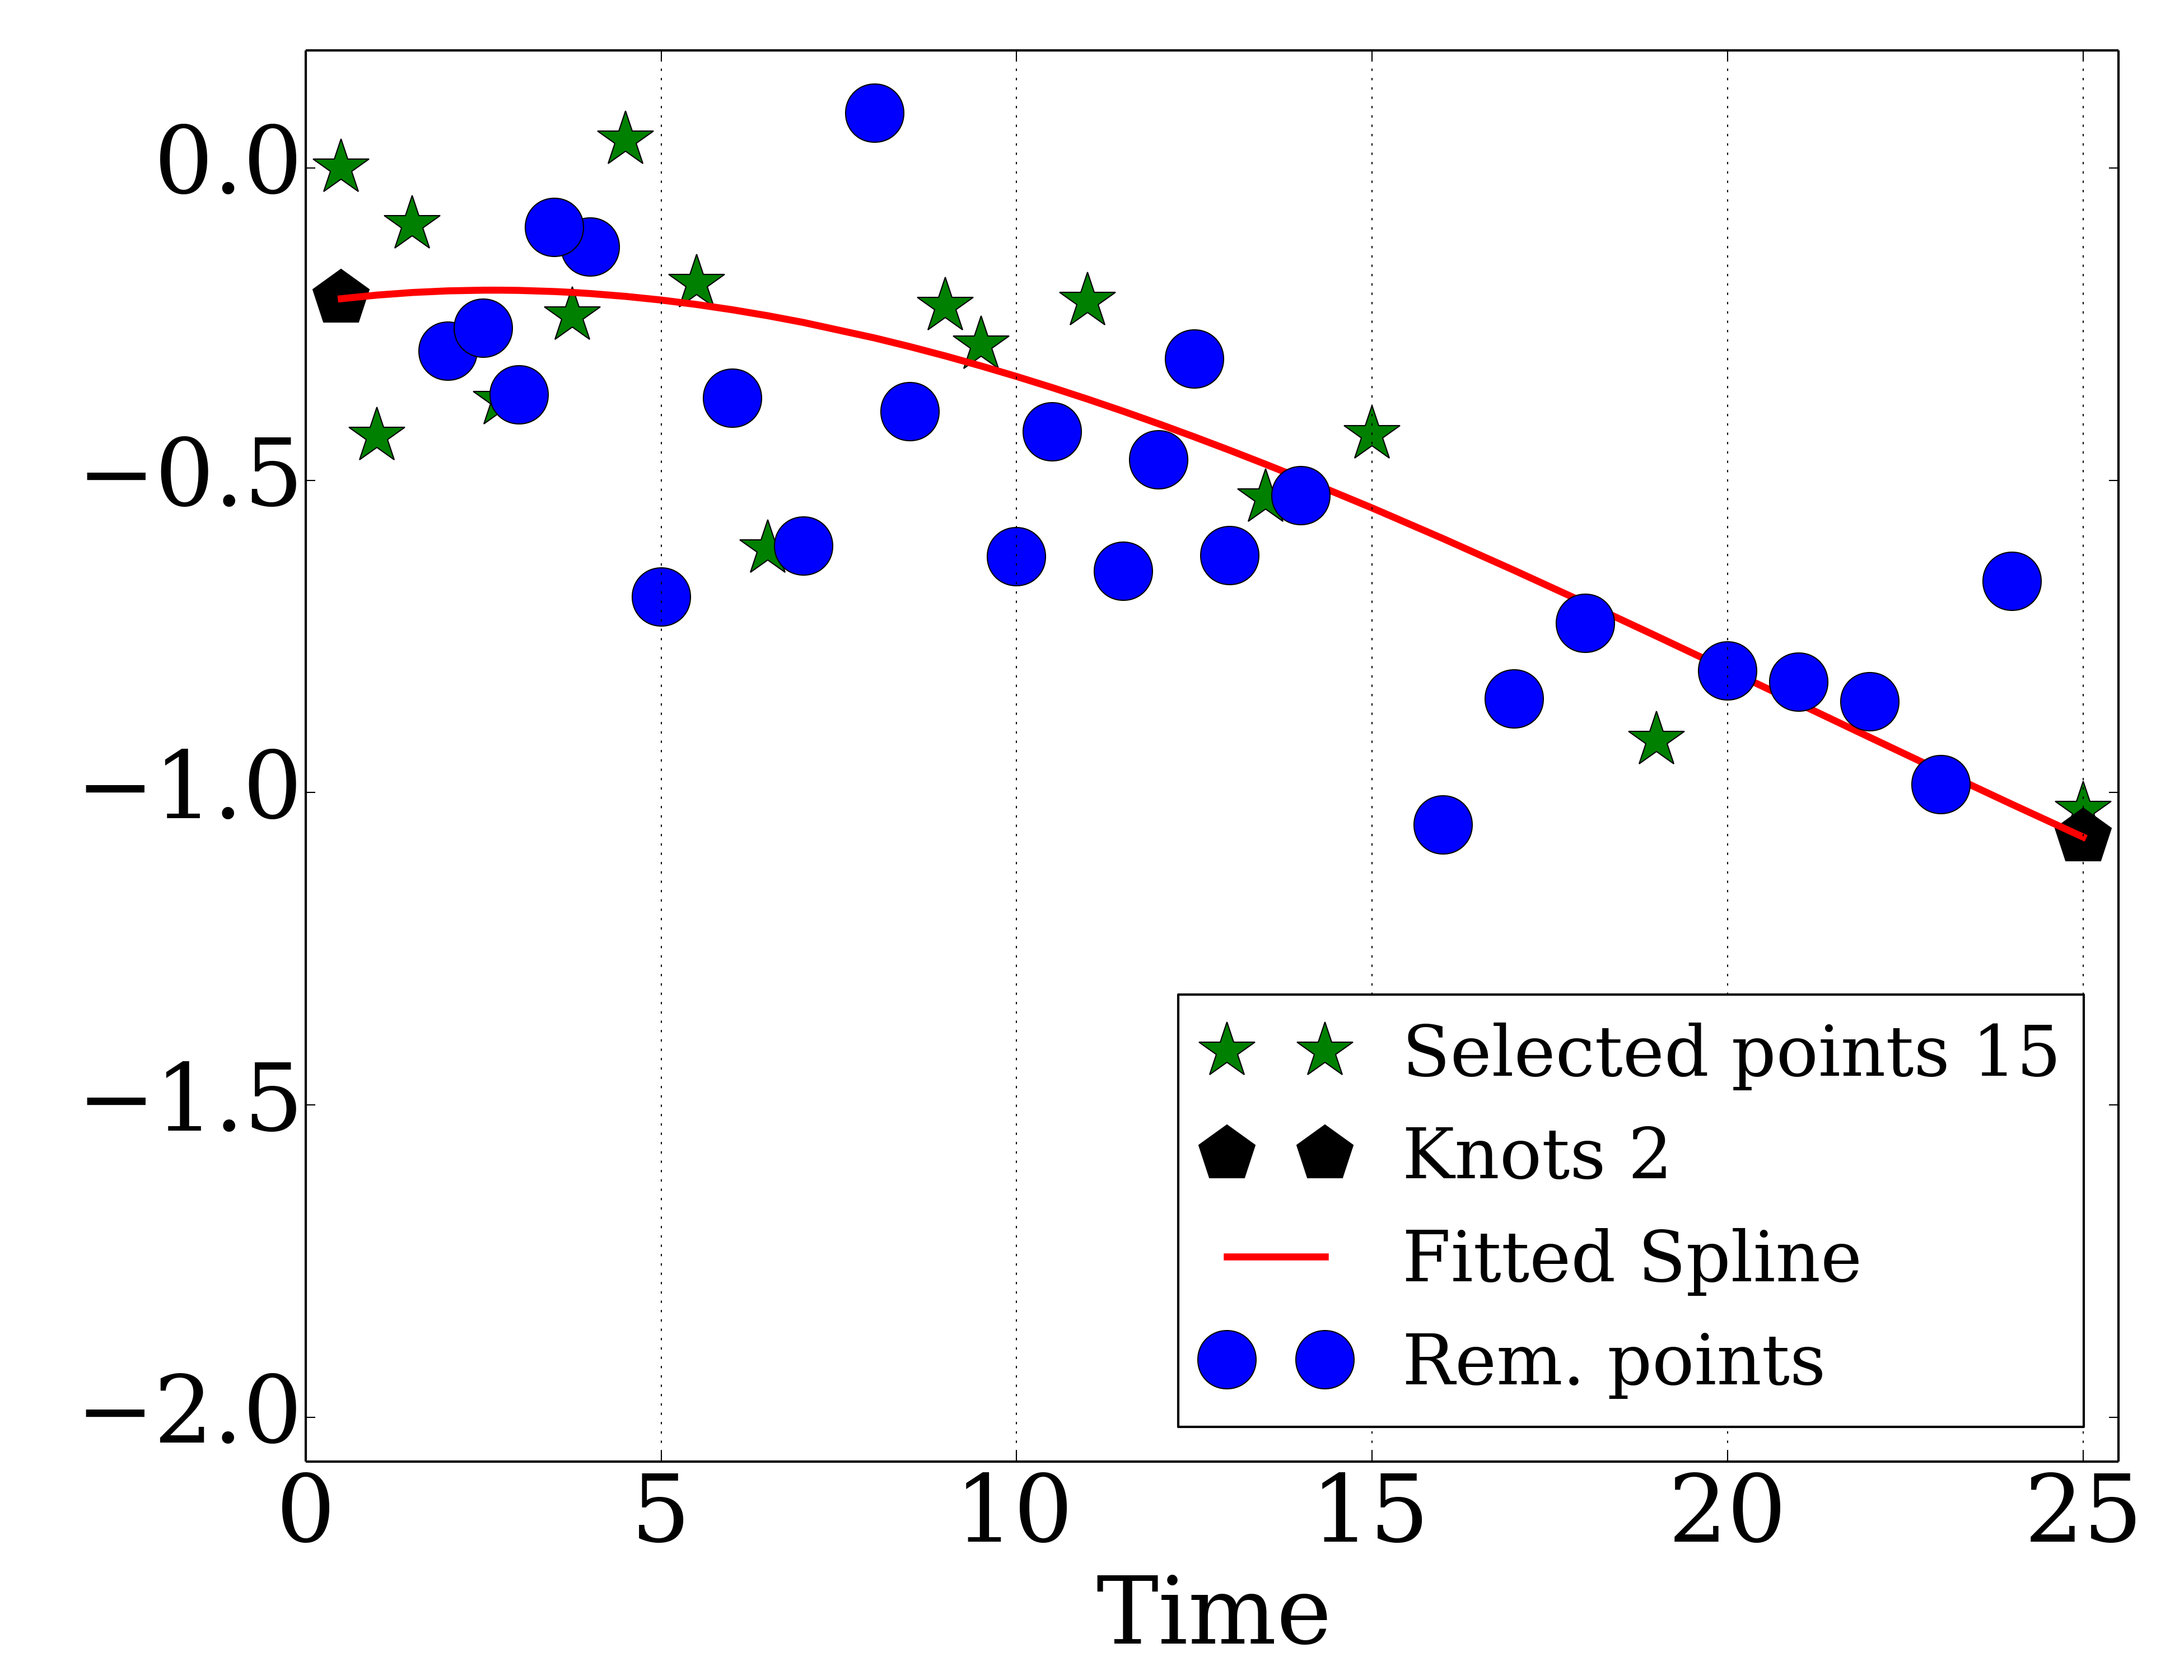 0.0
−0.5
−1.0
−1.5
−2.0
0 5 10 15 20 25
Time
Selected points 15
Knots 2
Fitted Spline
Rem. points